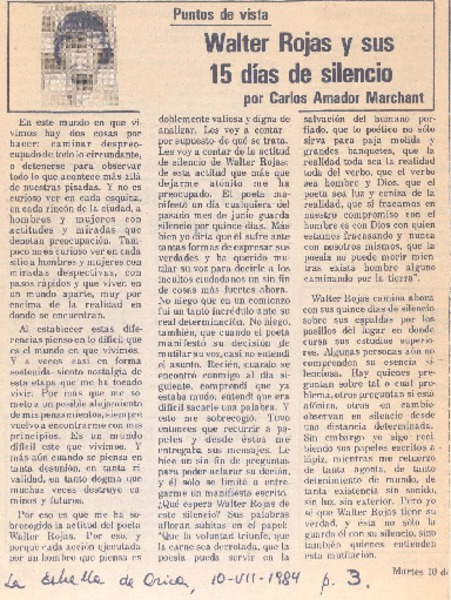 Puntos de vista
Walter Rojas y sus
15 días de silencio
por Carlos Amador Marchant
En este mundo en que vi-
vimos hay dos cosas por
hacer: caminar despreo-
cupado de todo lo circundante,
o detenerse para observar
todo lo que acontece más allá
de nuestras pisadas. Y no es
curioso ver en cada esquina,
en cada rincón de la ciudad, a
hombres y mujeres con
actitudes y miradas que
denotan preocupación. Tam-
poco es curioso ver en cada
sitio a hombres y mujeres con
miradas despectivas, con
pasos rápidos y que viven en
un mundo aparte, muy por
encima de la realidad en
donde se encuentran.
Al establecer estas dife-
rencias pienso en lo difícil que
es el mundo en que vivimos.
Y a veces casi en forma
sostenida siento nostalgia de
esta etapa que me ha tocado
vivir. Por más que me so-
meto a un posible alejamiento
de mis pensamientos, siempre
vuelvo a encontrarme con mis
principios. Es un mundo
difícil este que vivimos. Y
más aún cuando se piensa en
tanta desunión, en tanta ri-
validad, en tanto dogma que
muchas veces destruye ca-
minos y futuros.
Por eso es que me ha so-
brecogido la actitud del poeta
Walter Rojas. Por eso, y
porque cada acción ejecutada
por un hombre que piensa es
doblemente valiosa y digna de
analizar. Les voy a contar
por supuesto de qué se trata.
Les voy a contar de la actitud
de silencio de Walter Rojas:
de esta actitud que más que
dejarme atónito me ha
preocupado. El poeta ma-
nifestó un día cualquiera del
pasado mes de junio guarda
silencio por quince días. Más
bien yo diría que él sufre ante
tantas formas de expresar sus
verdades y ha querido mutilar
su voz para decirle a los
incultos ciudadanos un sin fin
de cosas más fuertes ahora.
No niego que en un comienzo
fui un tanto incrédulo ante su
real determinación. No niego,
también, que cuando el poeta
manifestó su decisión de
mutilar su voz, casi no entendí
el asunto. Recién, cuando se
encontró conmigo al día si-
guiente, comprendí que ya
estaba mudo; entendí que era
difícil sacarle una palabra. Y
esto me sobrecogió. Tuvo
entonces que recurrir a pa-
peles y desde éstos me
entregaba sus mensajes. Le
hice un sin fin de preguntas
para poder aclarar su acción,
y él sólo se limitó a entre-
garme un manifiesto escrito.
¿Qué espera Walter Rojas de
este silencio? Sus palabras
afloran súbitas en el papel:
"Que la voluntad triunfe, que
la carne sea derrotada, que la
poesía pueda servir en la
salvación del humano por-
fiado, que lo poético no sólo
sirva para paja molida y
grandes banquetes, que la
realidad toda sea la realidad
toda del verbo, que el verbo
sea hombre y Dios, que el
poeta sea luz y ceniza de la
realidad, que si fracamos en
nuestro compromiso con el
hombre es con Dios con quien
estamos fracasando y nunca
con nosotros mismos, que la
poesía no puede morir mien-
tras exista hombre alguno
caminando por la tierra".
Walter Rojas camina ahora
con sus quince días de silencio
sobre sus espaldas por los
pasillos del lugar en donde
cursa sus estudios superio-
res. Algunas personas aún no
comprenden su esencia si-
lenciosa. Hay quienes pre-
guntan sobre tal o cual pro-
blema, otros preguntan si está
afónico, otros en cambio
observan en silencio desde
una distancia determinada.
Sin embargo yo sigo reci-
biendo sus papeles escritos a
lápiz, mientras me retuerzo
de tanta agonía, de tanto
detenimiento de mundo, de
tanta existencia sin sonido,
sin luz, sin exterior. Pero yo
sé que Walter Rojas tiene su
verdad, y esta no sólo la
guarda él con su silencio, sino
también quienes entienden
esta mutilación.
Martes 10 de
La Estrella de Arica, 10-VII-1984 p. 3.